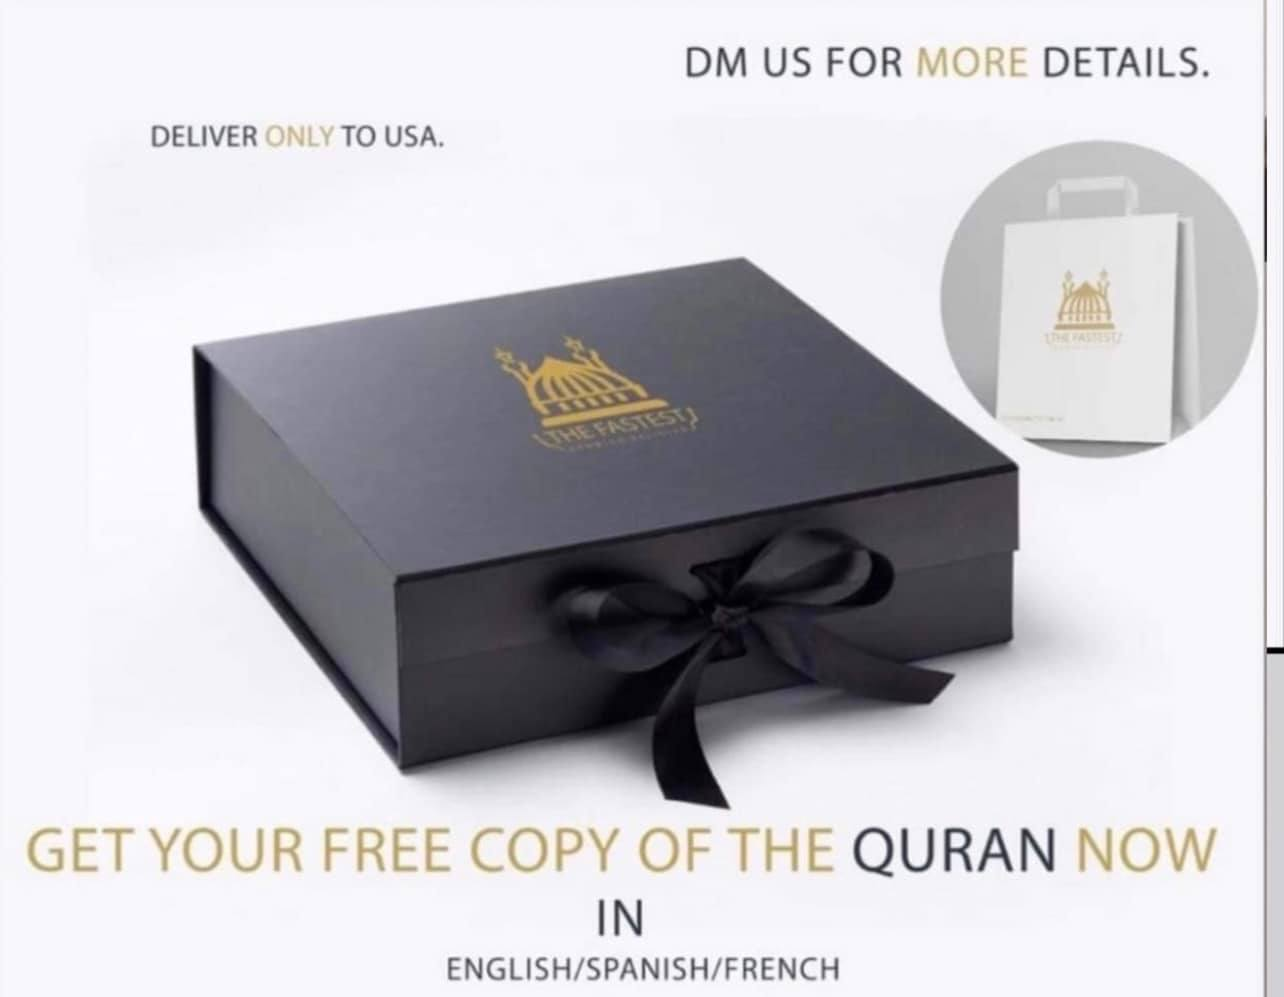 DM US FOR MORE DETAILS.
DELIVER ONLY TO USA.
THE FASTEST
THE FASTEST
GET YOUR FREE COPY OF THE QURAN NOW
IN
ENGLISH/SPANISH/FRENCH